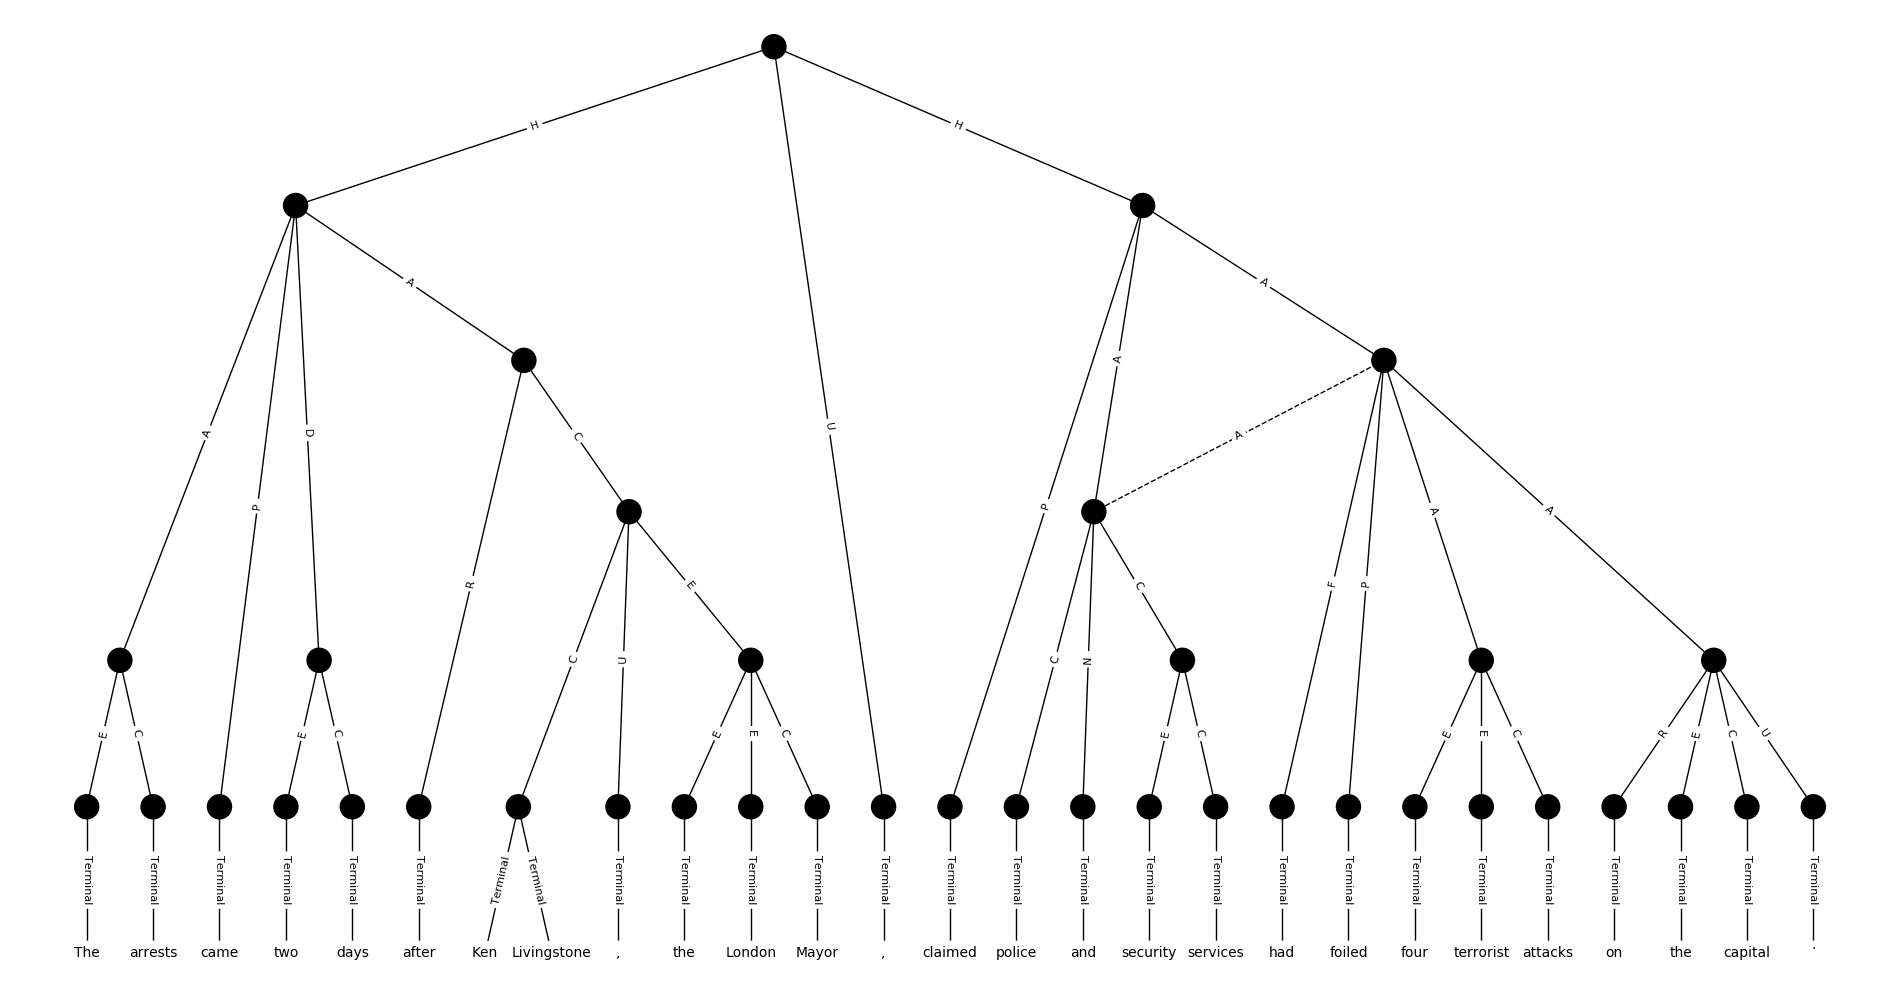 H H
A A
A A
A D C U A
P R E P C F P A A
C U C N
E C E C E E C E C E E C R E C U
Terminal Terminal Terminal Terminal Terminal Terminal Terminal Terminal Terminal Terminal Terminal Terminal Terminal Terminal Terminal Terminal Terminal Terminal Terminal Terminal Terminal Terminal Terminal Terminal Terminal Terminal Terminal Terminal
The arrests came two days after Ken Livingstone , the London Mayor , claimed police and security services had foiled four terrorist attacks on the capital .